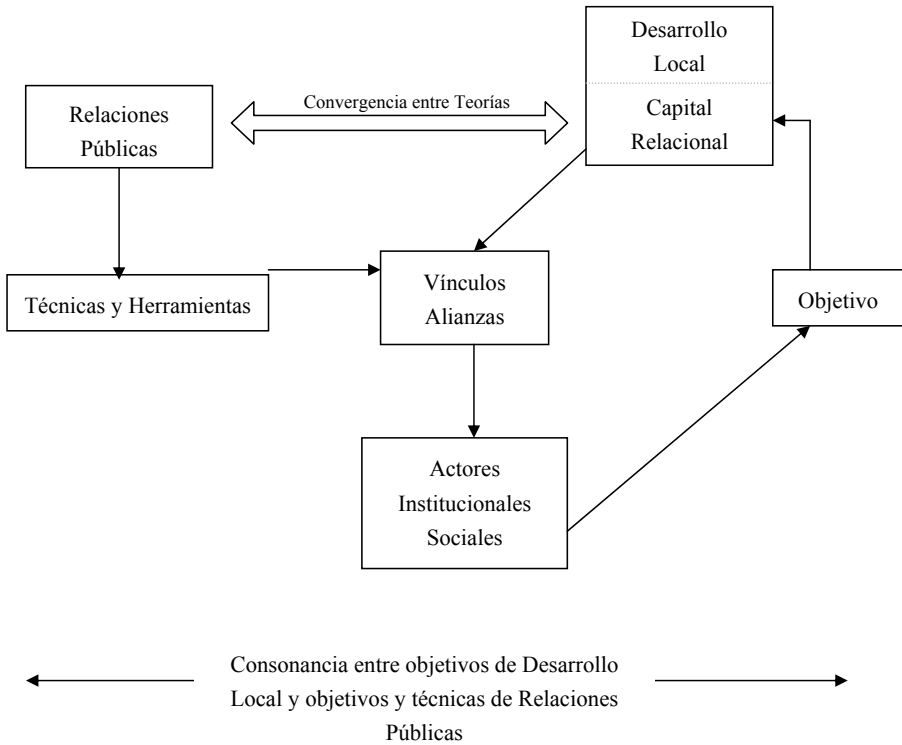 Desarrollo
Local
Capital
Relacional
Convergencia entre Teorías
Relaciones
Públicas
Técnicas y Herramientas
Vínculos
Alianzas
Objetivo
Actores
Institucionales
Sociales
Consonancia entre objetivos de Desarrollo
Local y objetivos y técnicas de Relaciones
Públicas